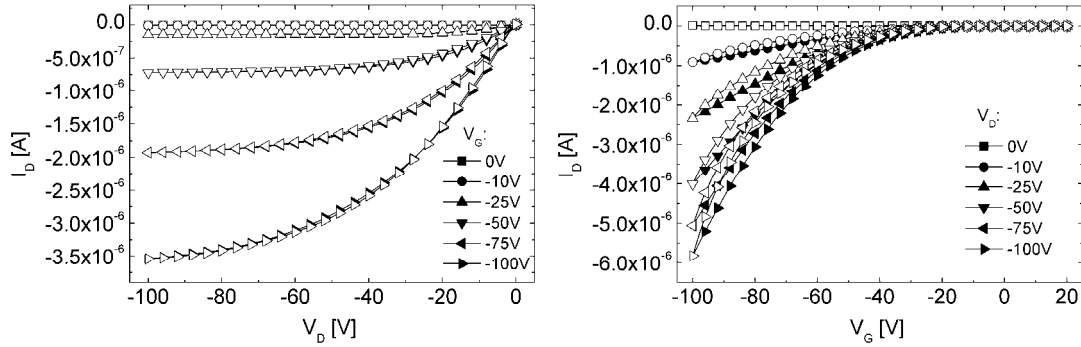 0.0
-5.0x10⁻⁷
-1.0x10⁻⁶
-1.5x10⁻⁶
-2.0x10⁻⁶
-2.5x10⁻⁶
-3.0x10⁻⁶
-3.5x10⁻⁶
I_D [A]
V_G:
0V
-10V
-25V
-50V
-75V
-100V
-100 -80 -60 -40 -20 0
V_D [V]
0.0
-1.0x10⁻⁶
-2.0x10⁻⁶
-3.0x10⁻⁶
-4.0x10⁻⁶
-5.0x10⁻⁶
-6.0x10⁻⁶
I_D [A]
V_D:
0V
-10V
-25V
-50V
-75V
-100V
-100 -80 -60 -40 -20 0 20
V_G [V]